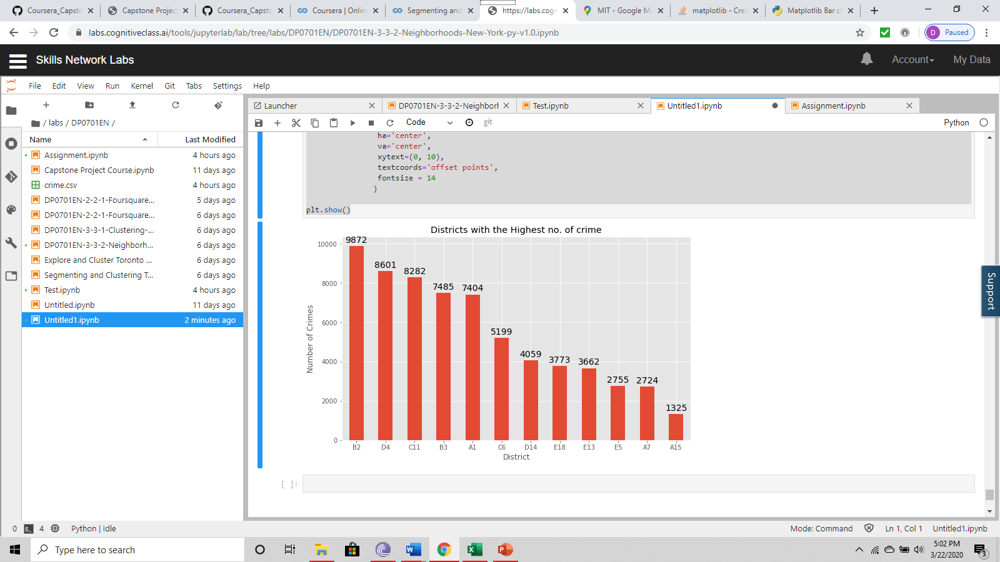 Coursera_Capsto
Capstone Project
Coursera_Capsto
Coursera | Onlin
Segmenting and
https://labs.cogn
MIT - Google Ma
matplotlib - Crea
Matplotlib Bar ch
labs.cognitiveclass.ai/tools/jupyterlab/lab/tree/labs/DP0701EN/DP0701EN-3-3-2-Neighborhoods-New-York-py-v1.0.ipynb
D Paused
Skills Network Labs
Account
My Data
File Edit View Run Kernel Git Tabs Settings Help
Launcher
DP0701EN-3-3-2-Neighborh
Test.ipynb
Untitled1.ipynb
Assignment.ipynb
/ labs / DP0701EN /
Code
git
Python
Name Last Modified
Assignment.ipynb 4 hours ago
Capstone Project Course.ipynb 11 days ago
crime.csv 4 hours ago
DP0701EN-2-2-1-Foursquare... 5 days ago
DP0701EN-2-2-1-Foursquare... 6 days ago
DP0701EN-3-3-1-Clustering-... 6 days ago
DP0701EN-3-3-2-Neighborh... 6 days ago
Explore and Cluster Toronto ... 6 days ago
Segmenting and Clustering T... 6 days ago
Test.ipynb 4 hours ago
Untitled.ipynb 11 days ago
Untitled1.ipynb 2 minutes ago
ha='center',
va='center',
xytext=(0, 10),
textcoords='offset points',
fontsize = 14
)
plt.show()
Districts with the Highest no. of crime
Number of Crimes
10000
8000
6000
4000
2000
0
9872
8601
8282
7485
7404
5199
4059
3773
3662
2755
2724
1325
B2 D4 C11 B3 A1 C6 D14 E18 E13 E5 A7 A15
District
[ ]:
Support
0 4 Python | Idle
Mode: Command
Ln 1, Col 1
Untitled1.ipynb
Type here to search
5:02 PM
3/22/2020
3